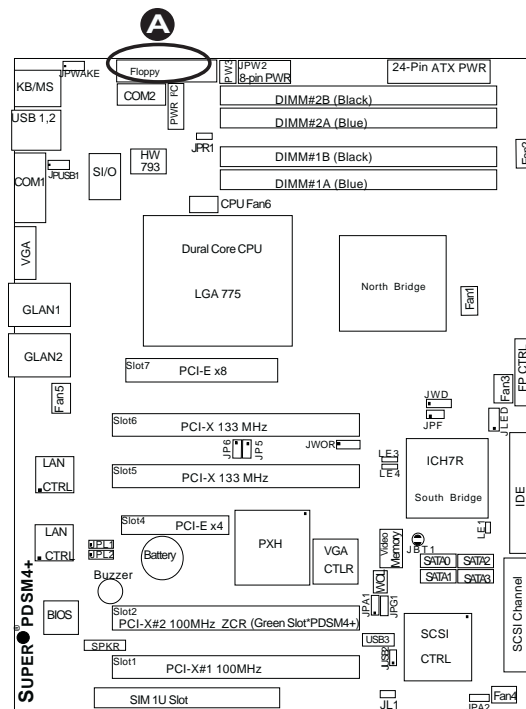 A
Floppy
JPWAKE
PW3
JPW2
8-pin PWR
24-Pin ATX PWR
KB/MS
COM2
PWR I²C
DIMM#2B (Black)
USB 1,2
DIMM#2A (Blue)
JPR1
HW
793
DIMM#1B (Black)
COM1
JPUSB1
SI/O
DIMM#1A (Blue)
CPU Fan6
VGA
Dural Core CPU
LGA 775
North Bridge
GLAN1
Fan1
GLAN2
Slot7
PCI-E x8
Fan5
FP CTRL
Fan3
JWD
JPF
JLED
Slot6
PCI-X 133 MHz
JP6
JP5
JWOR
LE3
LE4
ICH7R
South Bridge
IDE
LAN
CTRL
Slot5
PCI-X 133 MHz
Slot4
PCI-E x4
LAN
CTRL
JPL1
JPL2
Battery
PXH
VGA
CTLR
Video
Memory
JBT1
LE1
SATA0
SATA2
SATA1
SATA3
Buzzer
WOL
JPA1
JPG1
BIOS
Slot2
PCI-X#2 100MHz ZCR (Green Slot*PDSM4+)
SCSI Channel
SUPER® PDSM4+
SPKR
USB3
JUSB2
SCSI
CTRL
Slot1
PCI-X#1 100MHz
SIM 1U Slot
JL1
JPA2
Fan4